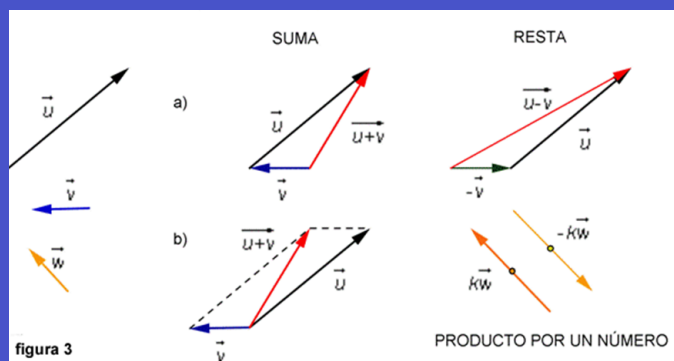 SUMA
RESTA
u
a)
u
u+v
v
u-v
u
-v
v
w
b)
u+v
u
v
-kw
kw
figura 3
PRODUCTO POR UN NÚMERO